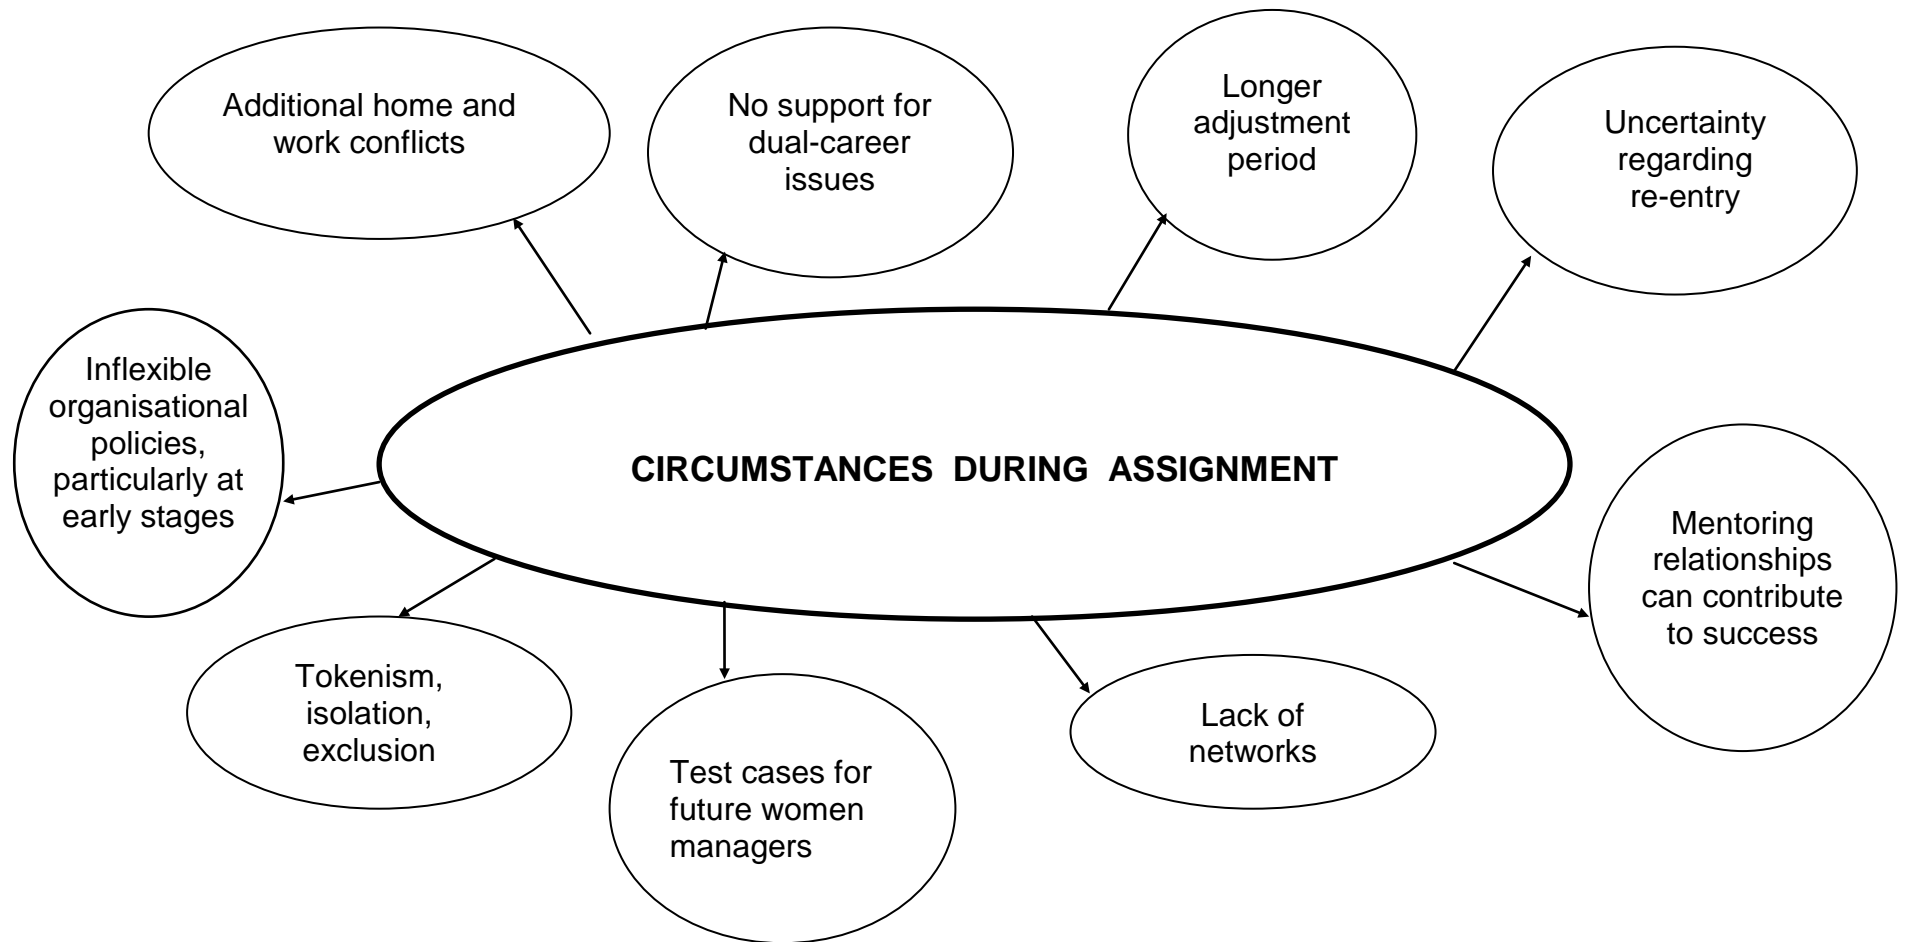 Additional home and
work conflicts
No support for
dual-career
issues
Longer
adjustment
period
Uncertainty
regarding
re-entry
Inflexible
organisational
policies,
particularly at
early stages
CIRCUMSTANCES DURING ASSIGNMENT
Mentoring
relationships
can contribute
to success
Tokenism,
isolation,
exclusion
Test cases for
future women
managers
Lack of
networks